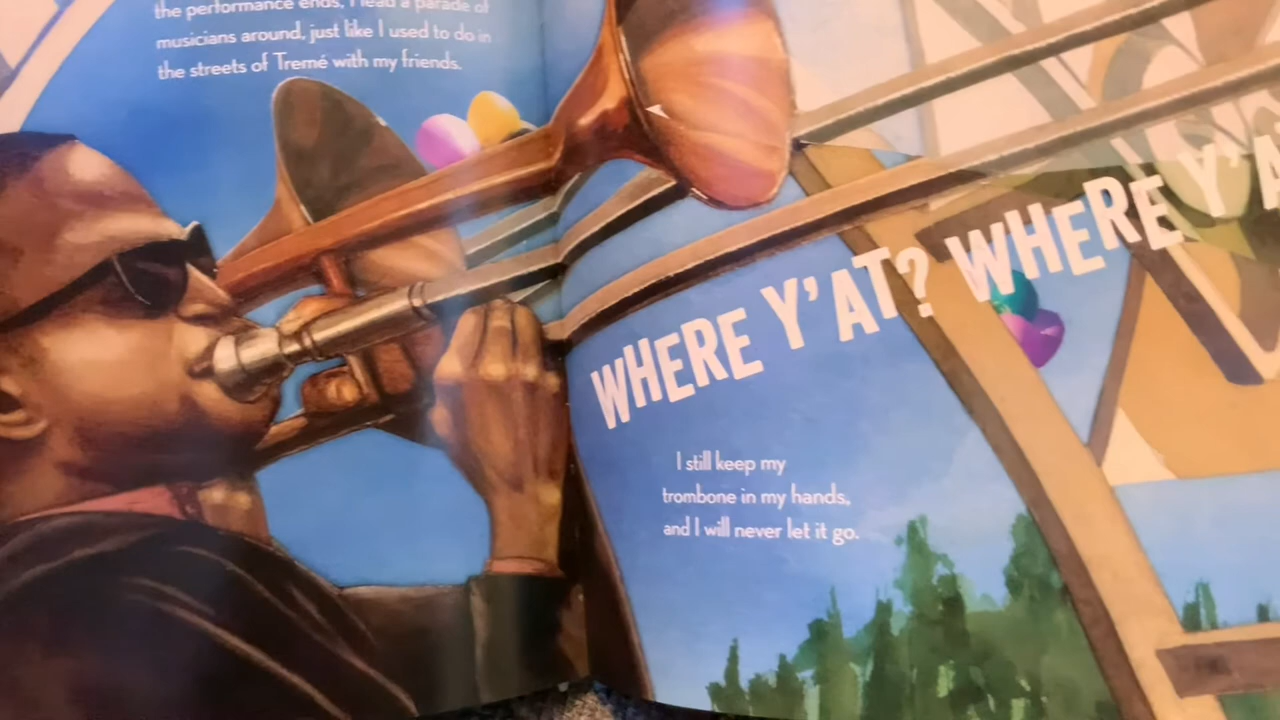 the performance ends, I lead a parade of
musicians around, just like I used to do in
the streets of Tremé with my friends.
WHERE Y'AT? WHERE Y'A
I still keep my
trombone in my hands,
and I will never let it go.